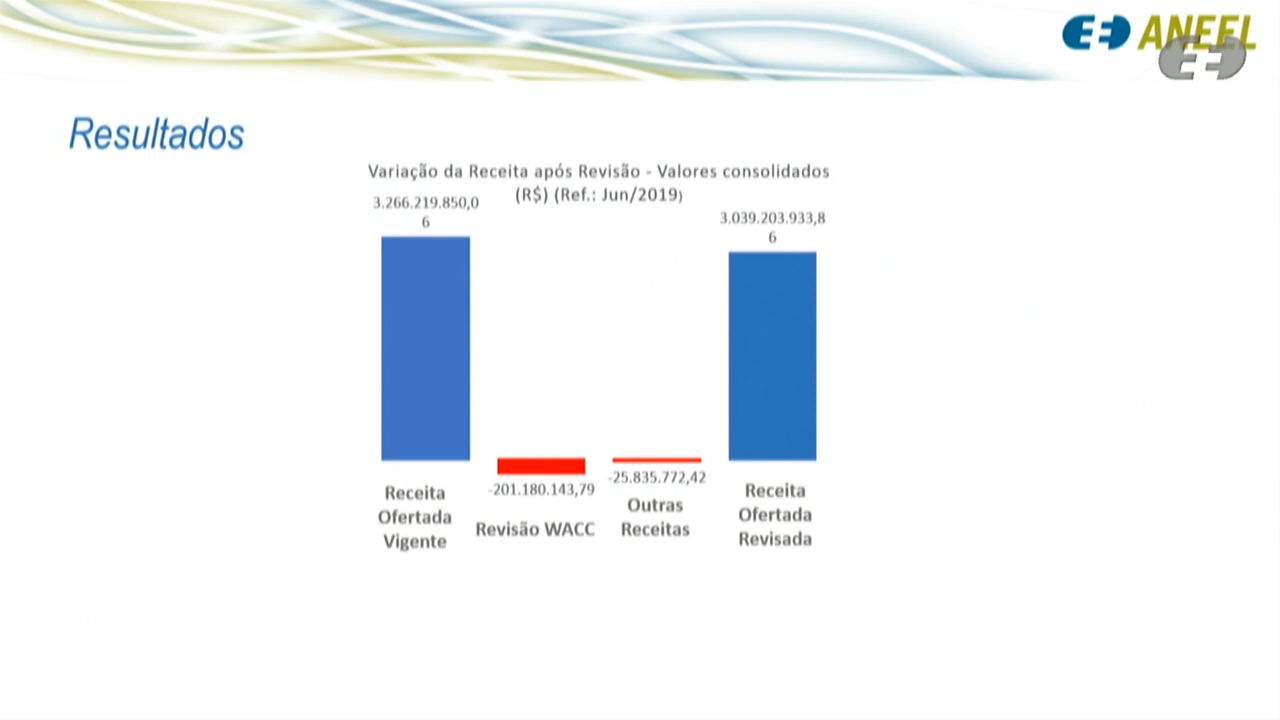 ANEEL
Resultados
Variação da Receita após Revisão - Valores consolidados
(R$) (Ref.: Jun/2019)
3.266.219.850,0
6
3.039.203.933,8
6
-201.180.143,79
-25.835.772,42
Receita
Ofertada
Vigente
Revisão WACC
Outras
Receitas
Receita
Ofertada
Revisada